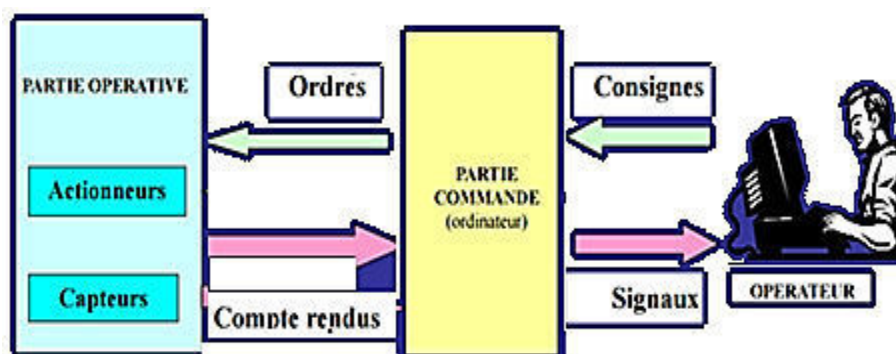 PARTIE OPERATIVE
Actionneurs
Capteurs
Ordres
Compte rendus
PARTIE
COMMANDE
(ordinateur)
Consignes
Signaux
OPERATEUR